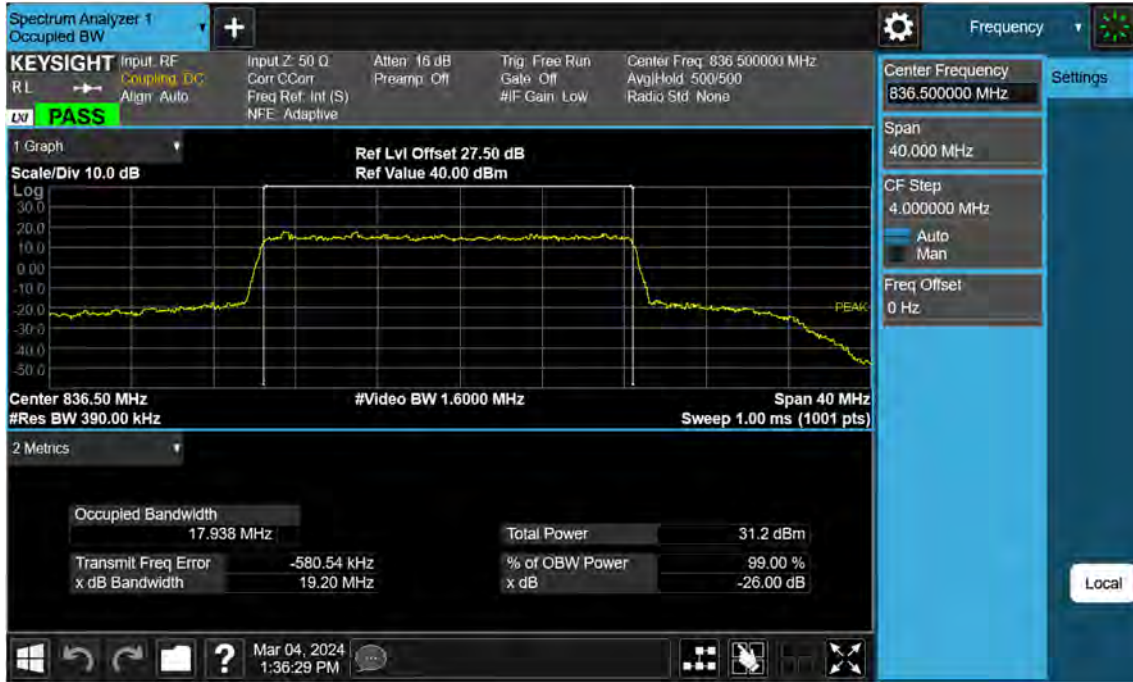 Spectrum Analyzer 1
Occupied BW
+
Frequency
KEYSIGHT
RL
LXI
PASS
Input: RF
Coupling: DC
Align: Auto
Input Z: 50 Ω
Corr CCorr
Freq Ref: Int (S)
NFE: Adaptive
Atten: 16 dB
Preamp: Off
Trig: Free Run
Gate: Off
#IF Gain: Low
Center Freq: 836.500000 MHz
Avg|Hold: 500/500
Radio Std: None
1 Graph
Scale/Div 10.0 dB
Ref Lvl Offset 27.50 dB
Ref Value 40.00 dBm
Log
30.0
20.0
10.0
0.00
-10.0
-20.0
-30.0
-40.0
-50.0
PEAK
Center 836.50 MHz
#Video BW 1.6000 MHz
Span 40 MHz
#Res BW 390.00 kHz
Sweep 1.00 ms (1001 pts)
2 Metrics
Occupied Bandwidth
17.938 MHz
Total Power 31.2 dBm
Transmit Freq Error -580.54 kHz
% of OBW Power 99.00 %
x dB Bandwidth 19.20 MHz
x dB -26.00 dB
?
Mar 04, 2024
1:36:29 PM
Center Frequency
836.500000 MHz
Settings
Span
40.000 MHz
CF Step
4.000000 MHz
Auto
Man
Freq Offset
0 Hz
Local